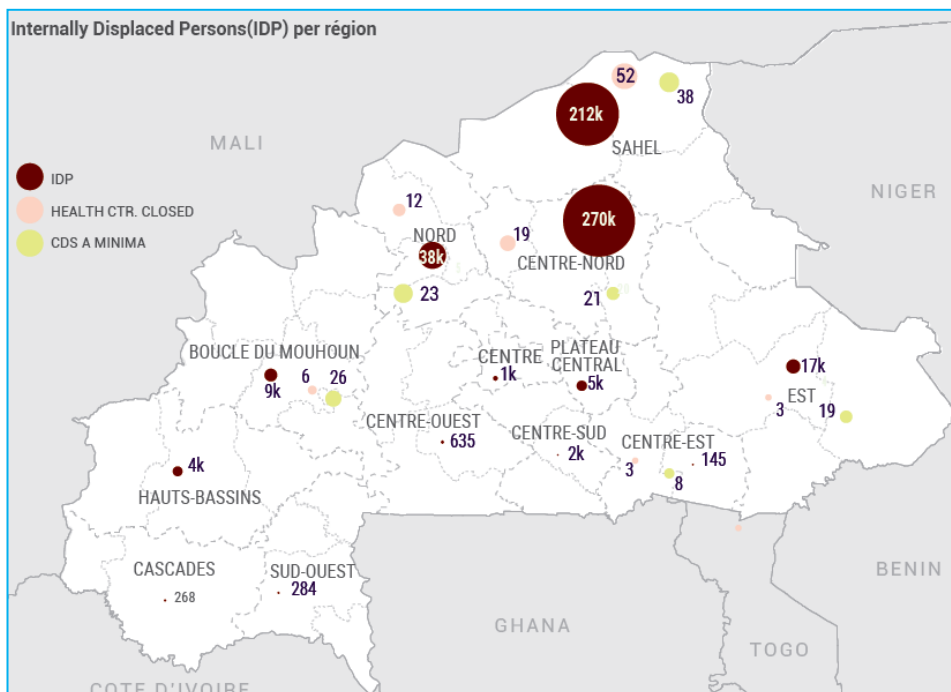 Internally Displaced Persons(IDP) per région
52
38
212k
SAHEL
MALI
NIGER
IDP
HEALTH CTR. CLOSED
CDS A MINIMA
12
NORD
38k
23
19
270k
CENTRE-NORD
21
BOUCLE DU MOUHOUN
9k
6
26
CENTRE
1k
PLATEAU
CENTRAL
5k
17k
EST
3
19
CENTRE-OUEST
635
CENTRE-SUD
2k
CENTRE-EST
3
145
8
4k
HAUTS-BASSINS
CASCADES
268
SUD-OUEST
284
GHANA
TOGO
BENIN
COTE D'IVOIRE